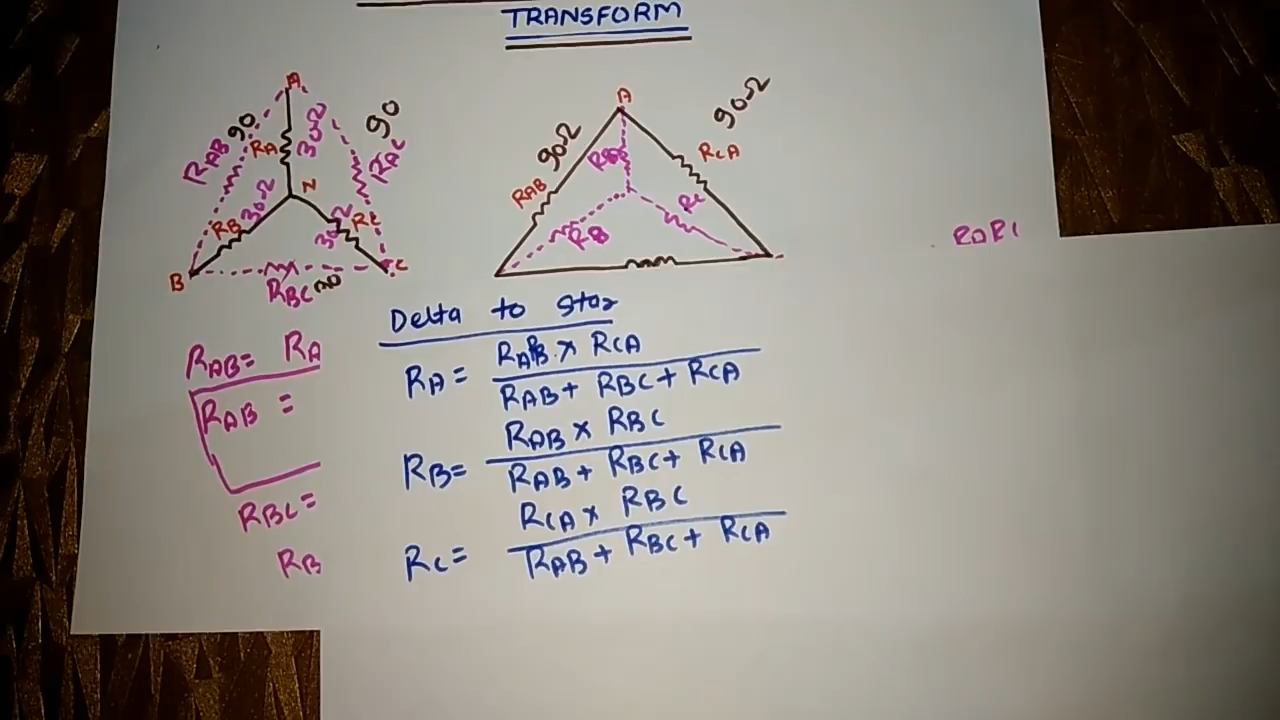 TRANSFORM
A
90
RAB
RA
30Ω
90
RAC
N
RB
30Ω
30Ω
RC
B
C
RBC
A
90Ω
90Ω
RAB
RCA
RC
RB
RAB= RA
RAB =
RBC=
RB
Delta to star
RA= RAB × RCA
RAB+ RBC+ RCA
RB= RAB × RBC
RAB+ RBC+ RCA
RC= RCA × RBC
RAB+ RBC+ RCA